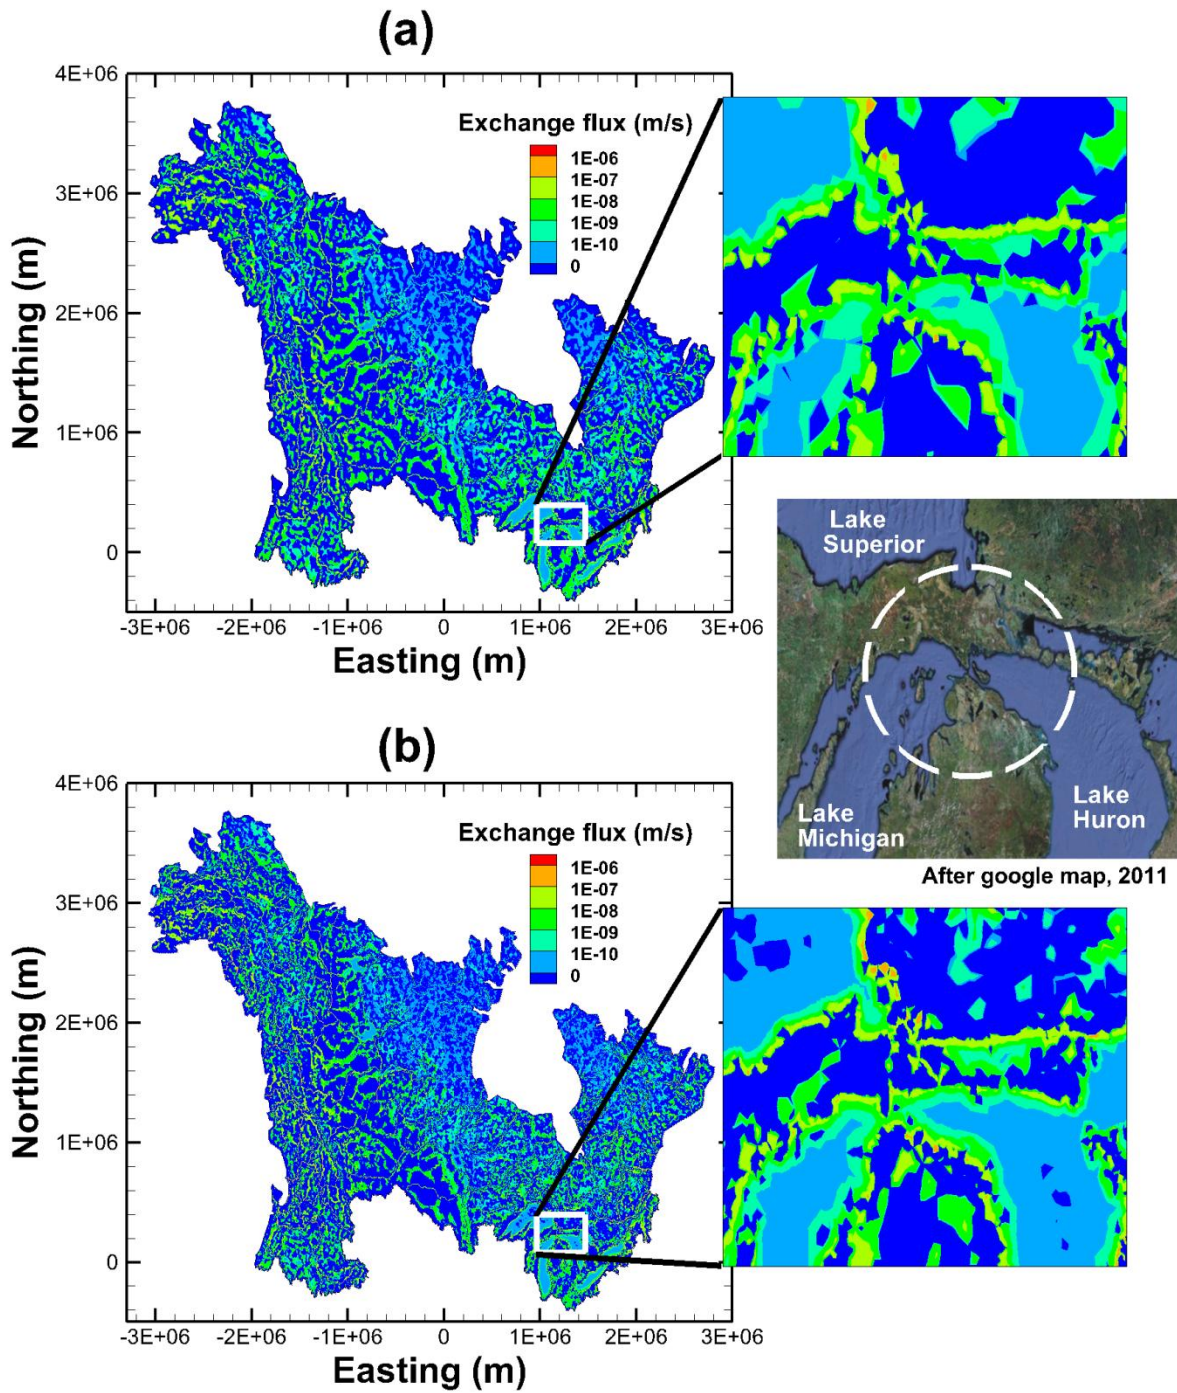 (a)
4E+06
3E+06
2E+06
1E+06
0
Northing (m)
Exchange flux (m/s)
1E-06
1E-07
1E-08
1E-09
1E-10
0
-3E+06 -2E+06 -1E+06 0 1E+06 2E+06 3E+06
Easting (m)
Lake
Superior
Lake
Michigan
Lake
Huron
After google map, 2011
(b)
4E+06
3E+06
2E+06
1E+06
0
Northing (m)
Exchange flux (m/s)
1E-06
1E-07
1E-08
1E-09
1E-10
0
-3E+06 -2E+06 -1E+06 0 1E+06 2E+06 3E+06
Easting (m)